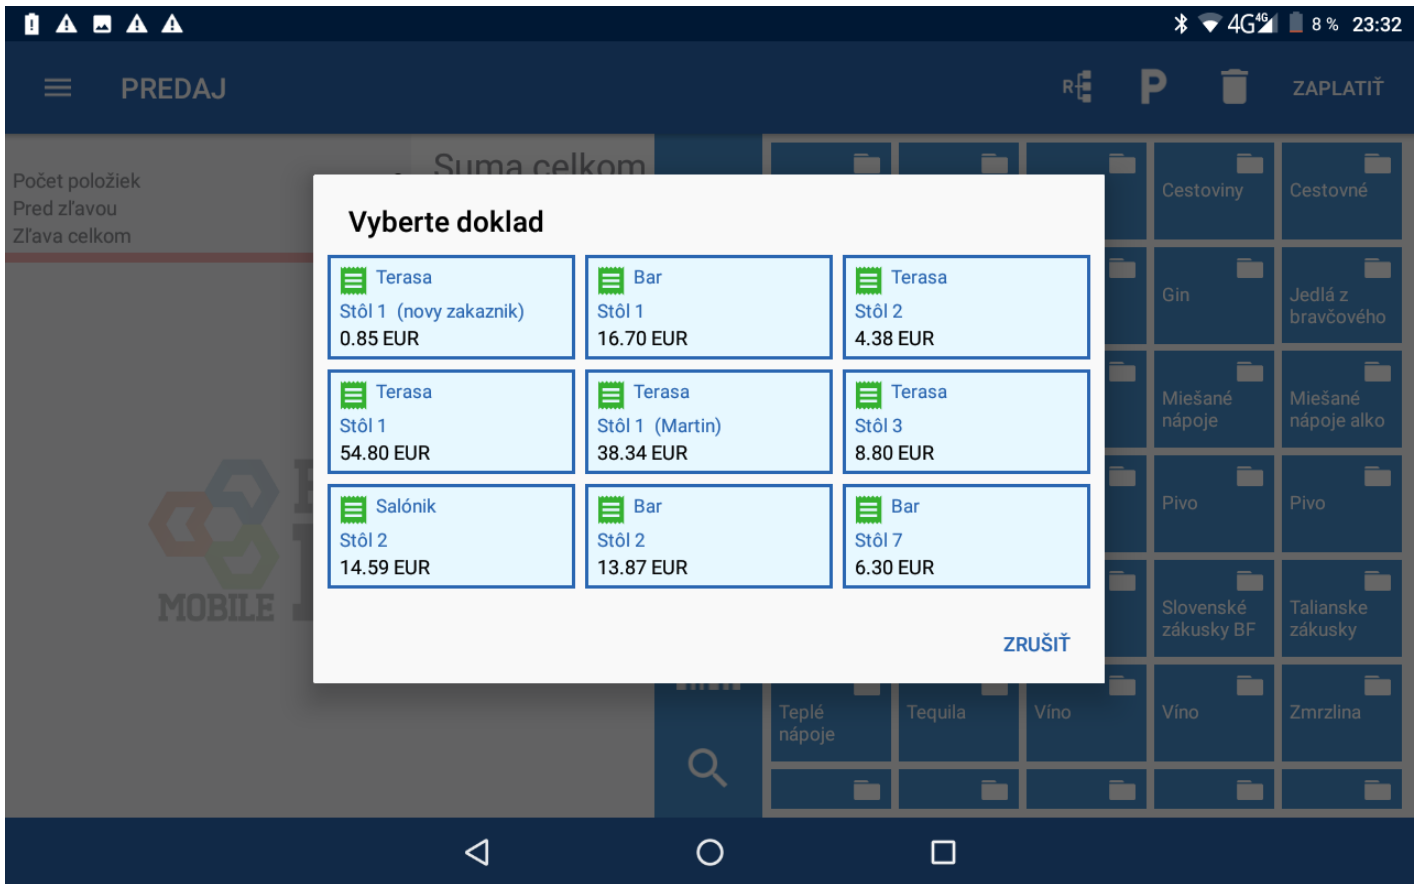 4G 4G 8 % 23:32
PREDAJ
R
P
ZAPLATIŤ
Suma celkom
Počet položiek
Pred zľavou
Zľava celkom
Vyberte doklad
Terasa
Stôl 1 (novy zakaznik)
0.85 EUR
Bar
Stôl 1
16.70 EUR
Terasa
Stôl 2
4.38 EUR
Terasa
Stôl 1
54.80 EUR
Terasa
Stôl 1 (Martin)
38.34 EUR
Terasa
Stôl 3
8.80 EUR
Salónik
Stôl 2
14.59 EUR
Bar
Stôl 2
13.87 EUR
Bar
Stôl 7
6.30 EUR
ZRUŠIŤ
MOBILE
Cestoviny
Cestovné
Gin
Jedlá z
bravčového
Miešané
nápoje
Miešané
nápoje alko
Pivo
Pivo
Slovenské
zákusky BF
Talianske
zákusky
Teplé
nápoje
Tequila
Víno
Víno
Zmrzlina